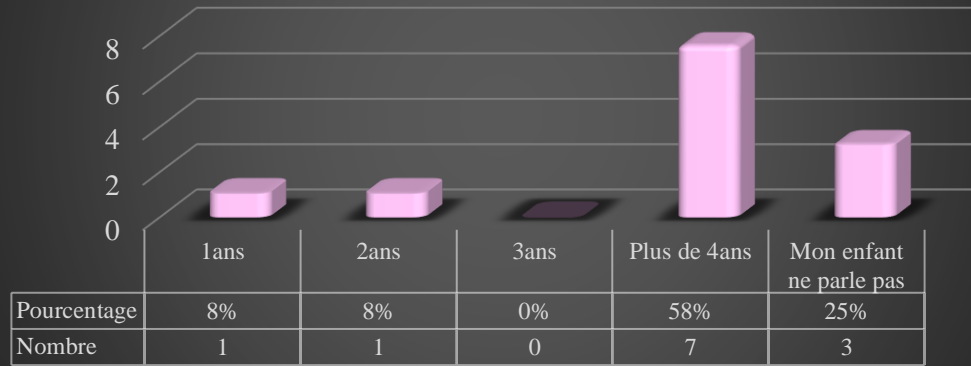 8
6
4
2
0
1ans 2ans 3ans Plus de 4ans Mon enfant
ne parle pas
Pourcentage 8% 8% 0% 58% 25%
Nombre 1 1 0 7 3